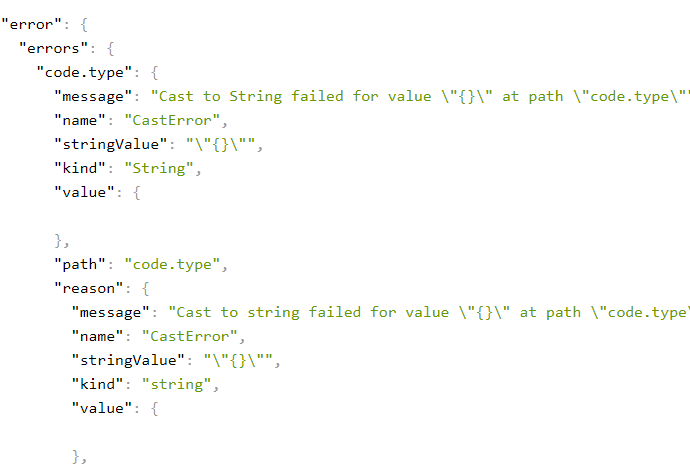 "error": {
"errors": {
"code.type": {
"message": "Cast to String failed for value \"{}\" at path \"code.type\""
"name": "CastError",
"stringValue": "\"{}\"",
"kind": "String",
"value": {
},
"path": "code.type",
"reason": {
"message": "Cast to string failed for value \"{}\" at path \"code.type\
"name": "CastError",
"stringValue": "\"{}\"",
"kind": "string",
"value": {
},